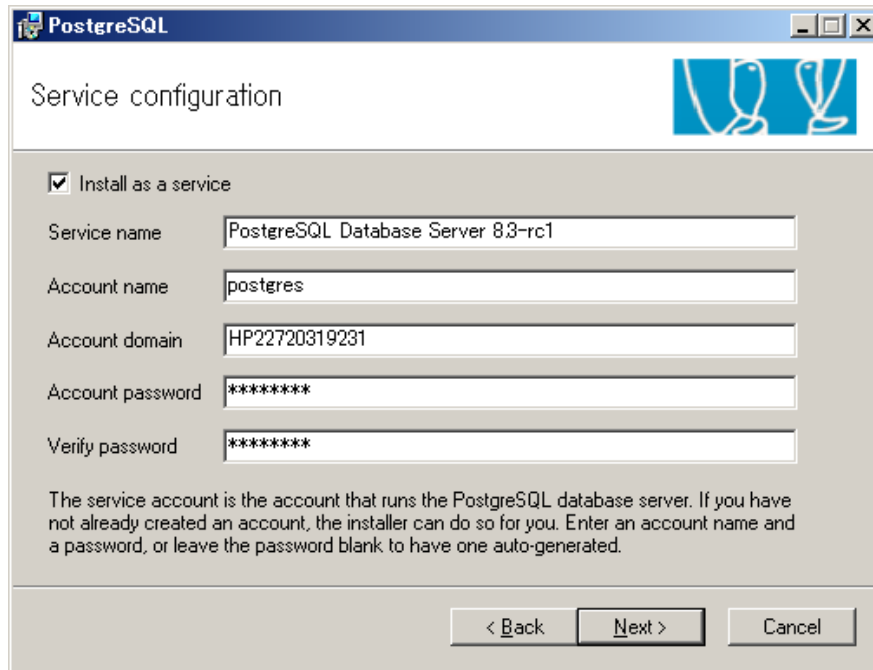 PostgreSQL
Service configuration
Install as a service
Service name PostgreSQL Database Server 8.3-rc1
Account name postgres
Account domain HP22720319231
Account password ********
Verify password ********
The service account is the account that runs the PostgreSQL database server. If you have
not already created an account, the installer can do so for you. Enter an account name and
a password, or leave the password blank to have one auto-generated.
< Back Next > Cancel